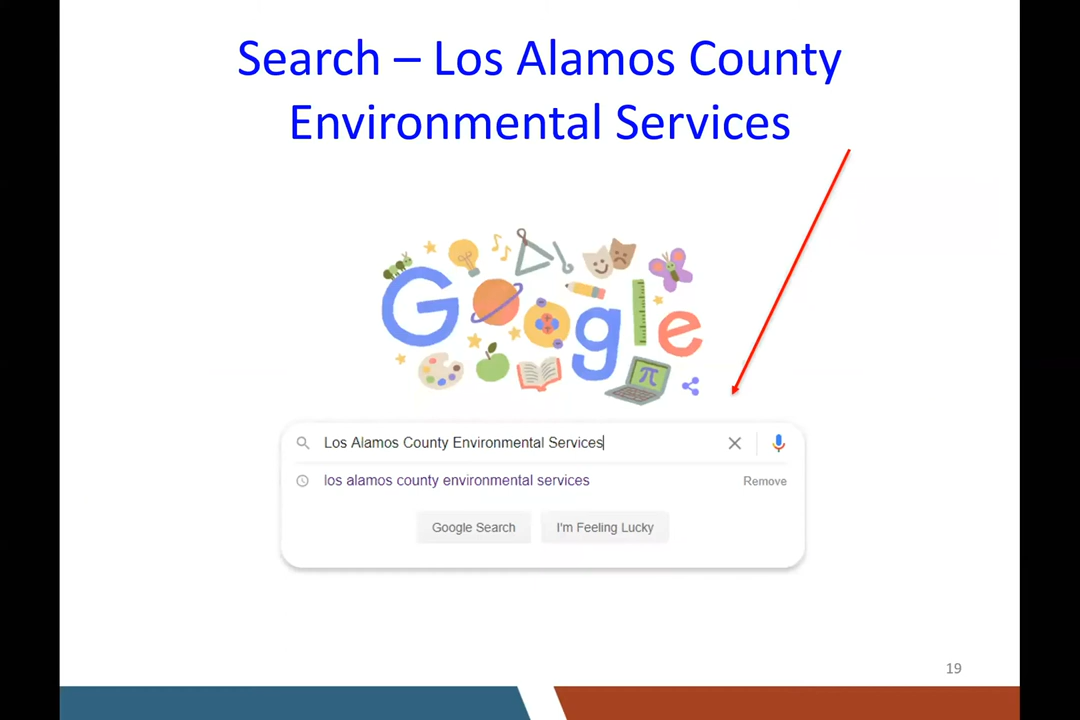 Search – Los Alamos County
Environmental Services
Google
π
Los Alamos County Environmental Services
los alamos county environmental services
Remove
Google Search
I'm Feeling Lucky
19